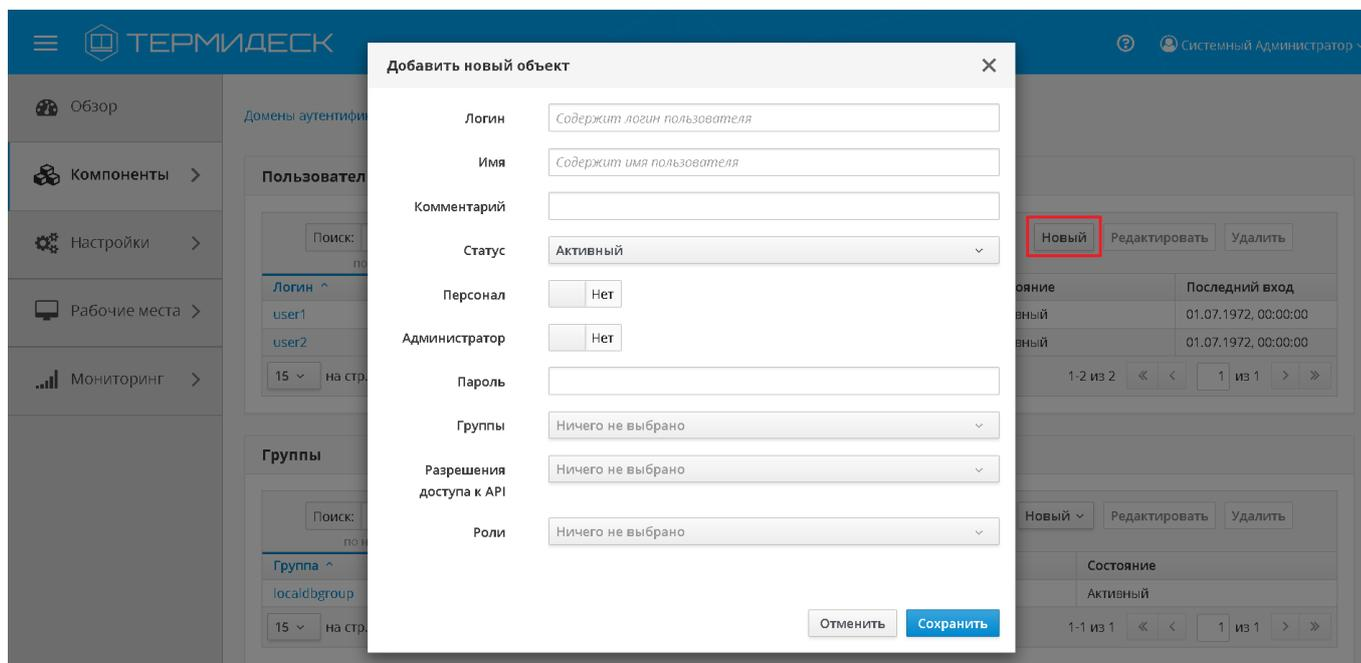 ТЕРМИДЕСК
Системный Администратор
Обзор
Компоненты
Настройки
Рабочие места
Мониторинг
Домены
Добавить новый объект
Логин
Содержит логин пользователя
Имя
Содержит имя пользователя
Комментарий
Статус
Активный
Персонал
Нет
Администратор
Нет
Пароль
Группы
Ничего не выбрано
Разрешения
доступа к API
Ничего не выбрано
Роли
Ничего не выбрано
Отменить Сохранить
Поиск:
Новый Редактировать Удалить
Логин Последний вход
user1 01.07.1972, 00:00:00
user2 01.07.1972, 00:00:00
15 на стр. 1-2 из 2 1 из 1
Группы
Поиск:
Новый Редактировать Удалить
Группа Состояние
localdbgroup Активный
15 на стр. 1-1 из 1 1 из 1